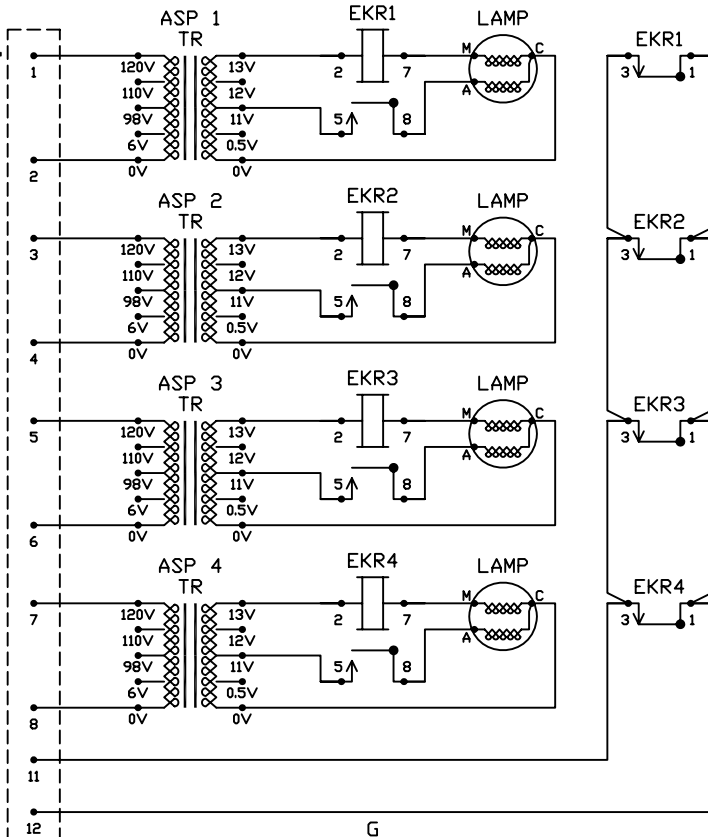 ASP 1 EKR1 LAMP
TR M C EKR1
1 120V 13V 2 7 3 1
110V 12V A
98V 11V 5 8
6V 0.5V
2 0V 0V
ASP 2 EKR2 LAMP
TR M C EKR2
3 120V 13V 2 7 3 1
110V 12V A
98V 11V 5 8
6V 0.5V
4 0V 0V
ASP 3 EKR3 LAMP
TR M C EKR3
5 120V 13V 2 7 3 1
110V 12V A
98V 11V 5 8
6V 0.5V
6 0V 0V
ASP 4 EKR4 LAMP
TR M C EKR4
7 120V 13V 2 7 3 1
110V 12V A
98V 11V 5 8
6V 0.5V
8 0V 0V
11
12 G